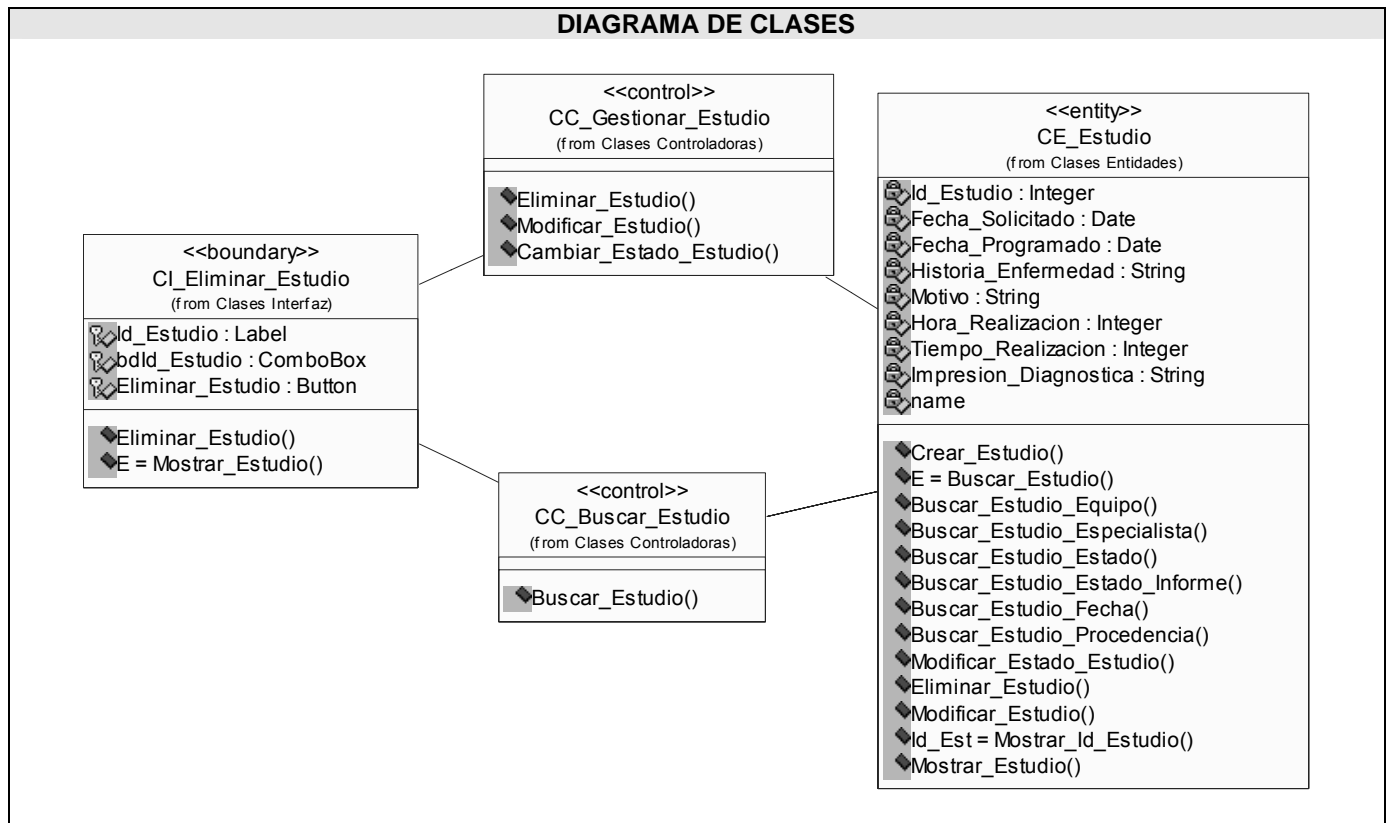 DIAGRAMA DE CLASES
<<control>>
CC_Gestionar_Estudio
(from Clases Controladoras)
Eliminar_Estudio()
Modificar_Estudio()
Cambiar_Estado_Estudio()
<<boundary>>
CI_Eliminar_Estudio
(from Clases Interfaz)
Id_Estudio : Label
bdId_Estudio : ComboBox
Eliminar_Estudio : Button
Eliminar_Estudio()
E = Mostrar_Estudio()
<<control>>
CC_Buscar_Estudio
(from Clases Controladoras)
Buscar_Estudio()
<<entity>>
CE_Estudio
(from Clases Entidades)
Id_Estudio : Integer
Fecha_Solicitado : Date
Fecha_Programado : Date
Historia_Enfermedad : String
Motivo : String
Hora_Realizacion : Integer
Tiempo_Realizacion : Integer
Impresion_Diagnostica : String
name
Crear_Estudio()
E = Buscar_Estudio()
Buscar_Estudio_Equipo()
Buscar_Estudio_Especialista()
Buscar_Estudio_Estado()
Buscar_Estudio_Estado_Informe()
Buscar_Estudio_Fecha()
Buscar_Estudio_Procedencia()
Modificar_Estado_Estudio()
Eliminar_Estudio()
Modificar_Estudio()
Id_Est = Mostrar_Id_Estudio()
Mostrar_Estudio()